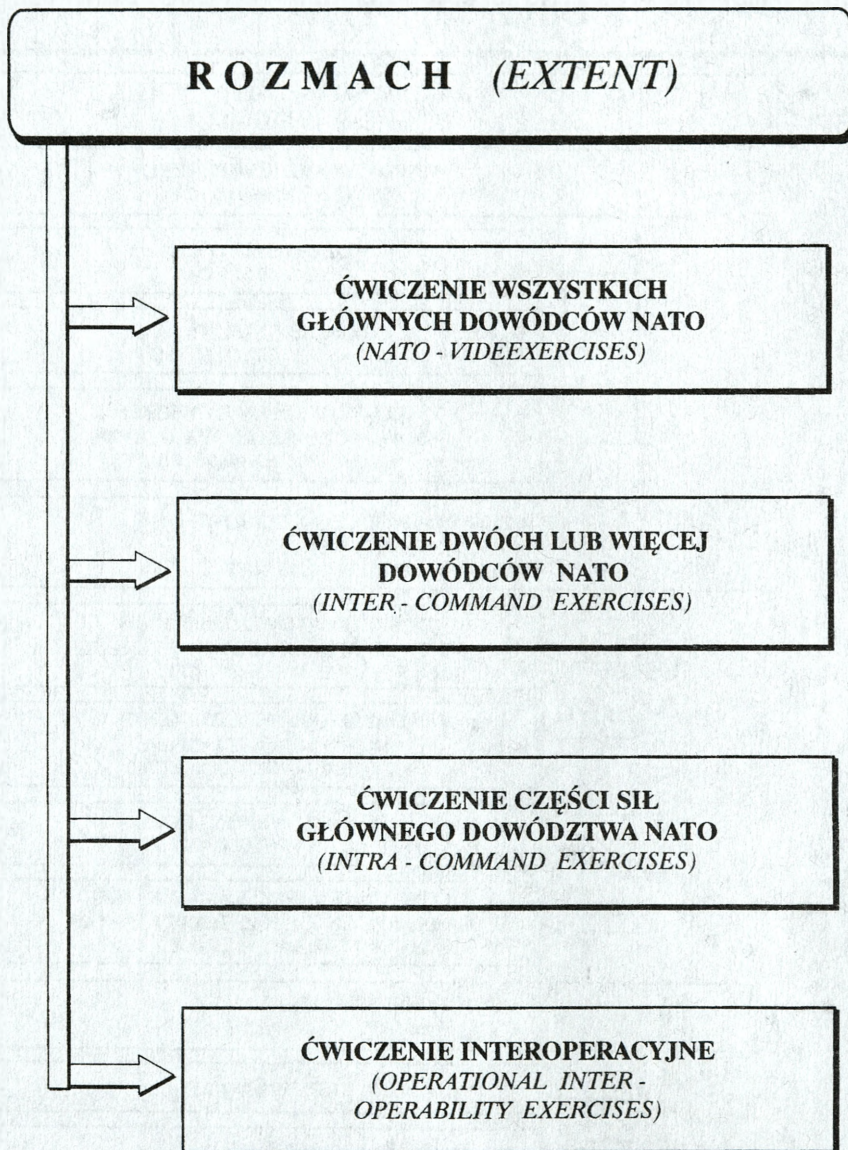 ROZMACH (EXTENT)
ĆWICZENIE WSZYSTKICH
GŁÓWNYCH DOWÓDCÓW NATO
(NATO - VIDEEXERCISES)
ĆWICZENIE DWÓCH LUB WIĘCEJ
DOWÓDCÓW NATO
(INTER - COMMAND EXERCISES)
ĆWICZENIE CZĘŚCI SIŁ
GŁÓWNEGO DOWÓDZTWA NATO
(INTRA - COMMAND EXERCISES)
ĆWICZENIE INTEROPERACYJNE
(OPERATIONAL INTER -
OPERABILITY EXERCISES)